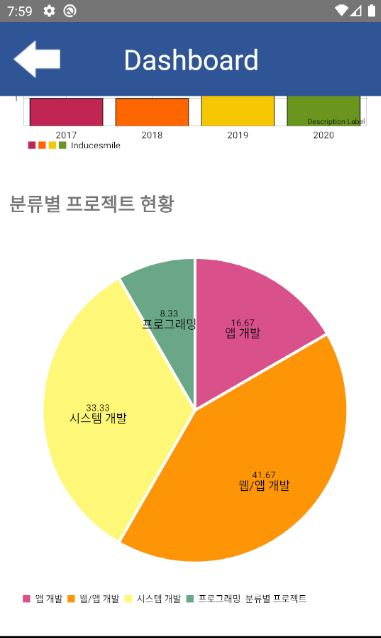 7:59
Dashboard
Description Label
2017 2018 2019 2020
Inducesmile
분류별 프로젝트 현황
8.33
프로그래밍
16.67
앱 개발
33.33
시스템 개발
41.67
웹/앱 개발
앱 개발 웹/앱 개발 시스템 개발 프로그래밍 분류별 프로젝트